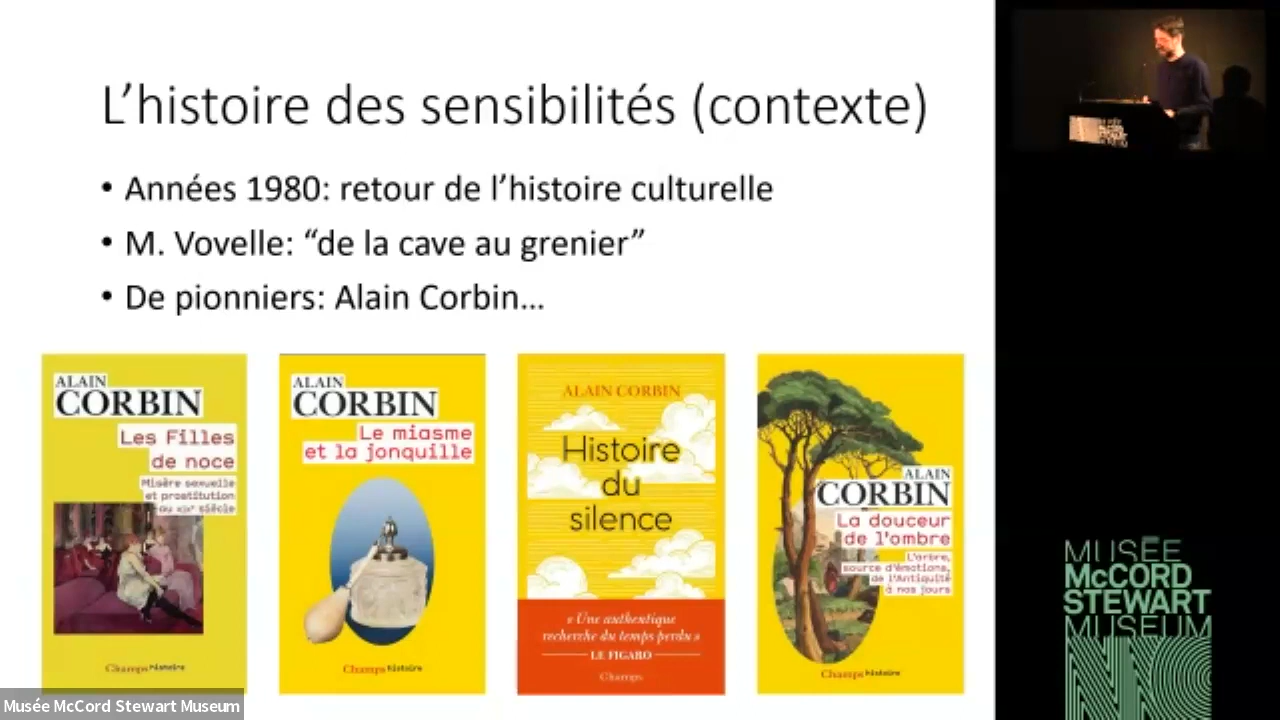 L’histoire des sensibilités (contexte)
• Années 1980: retour de l’histoire culturelle
• M. Vovelle: “de la cave au grenier”
• De pionniers: Alain Corbin…
ALAIN
CORBIN
Les Filles
de noce
Misère sexuelle
et prostitution
au XIXe siècle
Champs histoire
ALAIN
CORBIN
Le miasme
et la jonquille
Champs histoire
ALAIN CORBIN
Histoire
du
silence
« Une authentique
recherche du temps perdu »
LE FIGARO
Champs
ALAIN
CORBIN
La douceur
de l’ombre
L’arbre,
source d’émotions,
de l’Antiquité
à nos jours
Champs histoire
MUSÉE
McCORD
STEWART
MUSEUM
Musée McCord Stewart Museum